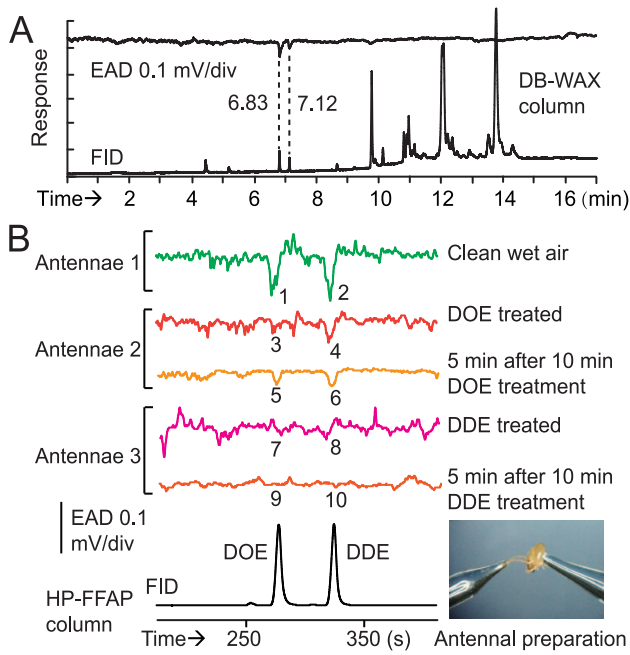 A
Response
EAD 0.1 mV/div
6.83
7.12
DB-WAX
column
FID
Time→
2
4
6
8
10
12
14
16 (min)
B
Antennae 1
Clean wet air
1
2
Antennae 2
DOE treated
3
4
5 min after 10 min
DOE treatment
5
6
Antennae 3
DDE treated
7
8
5 min after 10 min
DDE treatment
9
10
EAD 0.1
mV/div
DOE
DDE
FID
HP-FFAP
column
Time→
250
350 (s)
Antennal preparation